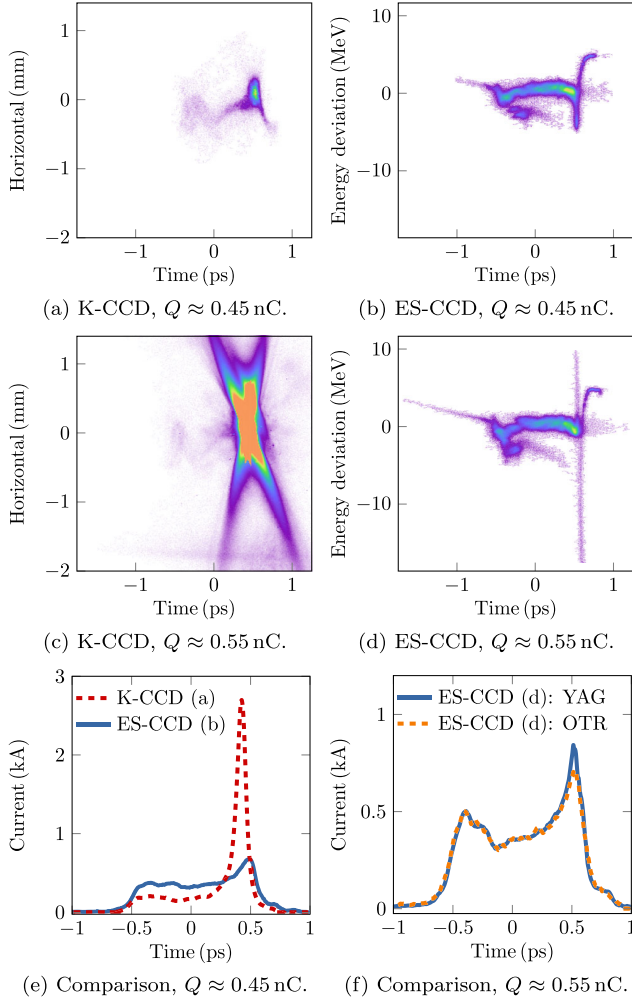 Horizontal (mm)
1
0
−1
−2
−1
0
1
Time (ps)
(a) K-CCD, Q ≈ 0.45 nC.
Energy deviation (MeV)
10
0
−10
−1
0
1
Time (ps)
(b) ES-CCD, Q ≈ 0.45 nC.
Horizontal (mm)
1
0
−1
−2
−1
0
1
Time (ps)
(c) K-CCD, Q ≈ 0.55 nC.
Energy deviation (MeV)
10
0
−10
−1
0
1
Time (ps)
(d) ES-CCD, Q ≈ 0.55 nC.
Current (kA)
3
2
1
0
K-CCD (a)
ES-CCD (b)
−1
−0.5
0
0.5
1
Time (ps)
(e) Comparison, Q ≈ 0.45 nC.
Current (kA)
1
0.5
0
ES-CCD (d): YAG
ES-CCD (d): OTR
−1
−0.5
0
0.5
1
Time (ps)
(f) Comparison, Q ≈ 0.55 nC.